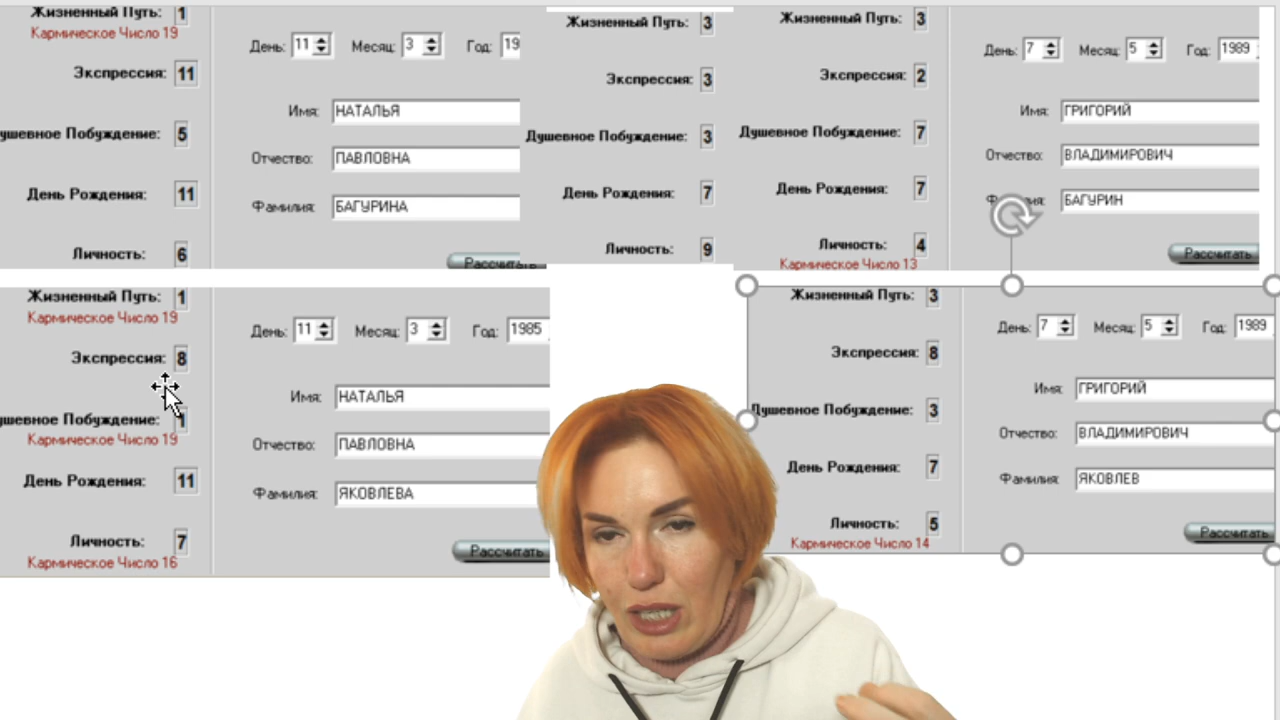 Жизненный Путь: 1
Кармическое Число 19
Экспрессия: 11
ушевное Побуждение: 5
День Рождения: 11
Личность: 6
День: 11 Месяц: 3 Год: 19
Имя: НАТАЛЬЯ
Отчество: ПАВЛОВНА
Фамилия: БАГУРИНА
Рассчитать
Жизненный Путь: 3
Экспрессия: 3
Душевное Побуждение: 3
День Рождения: 7
Личность: 9
Жизненный Путь: 3
Экспрессия: 2
Душевное Побуждение: 7
День Рождения: 7
Личность: 4
Кармическое Число 13
День: 7 Месяц: 5 Год: 1989
Имя: ГРИГОРИЙ
Отчество: ВЛАДИМИРОВИЧ
БАГУРИН
Рассчитать
Жизненный Путь: 1
Кармическое Число 19
Экспрессия: 8
ушевное Побуждение: 1
Кармическое Число 19
День Рождения: 11
Личность: 7
Кармическое Число 16
День: 11 Месяц: 3 Год: 1985
Имя: НАТАЛЬЯ
Отчество: ПАВЛОВНА
Фамилия: ЯКОВЛЕВА
Рассчитать
Жизненный Путь: 3
Экспрессия: 8
Душевное Побуждение: 3
День Рождения: 7
Личность: 5
Кармическое Число 14
День: 7 Месяц: 5 Год: 1989
Имя: ГРИГОРИЙ
Отчество: ВЛАДИМИРОВИЧ
Фамилия: ЯКОВЛЕВ
Рассчитать